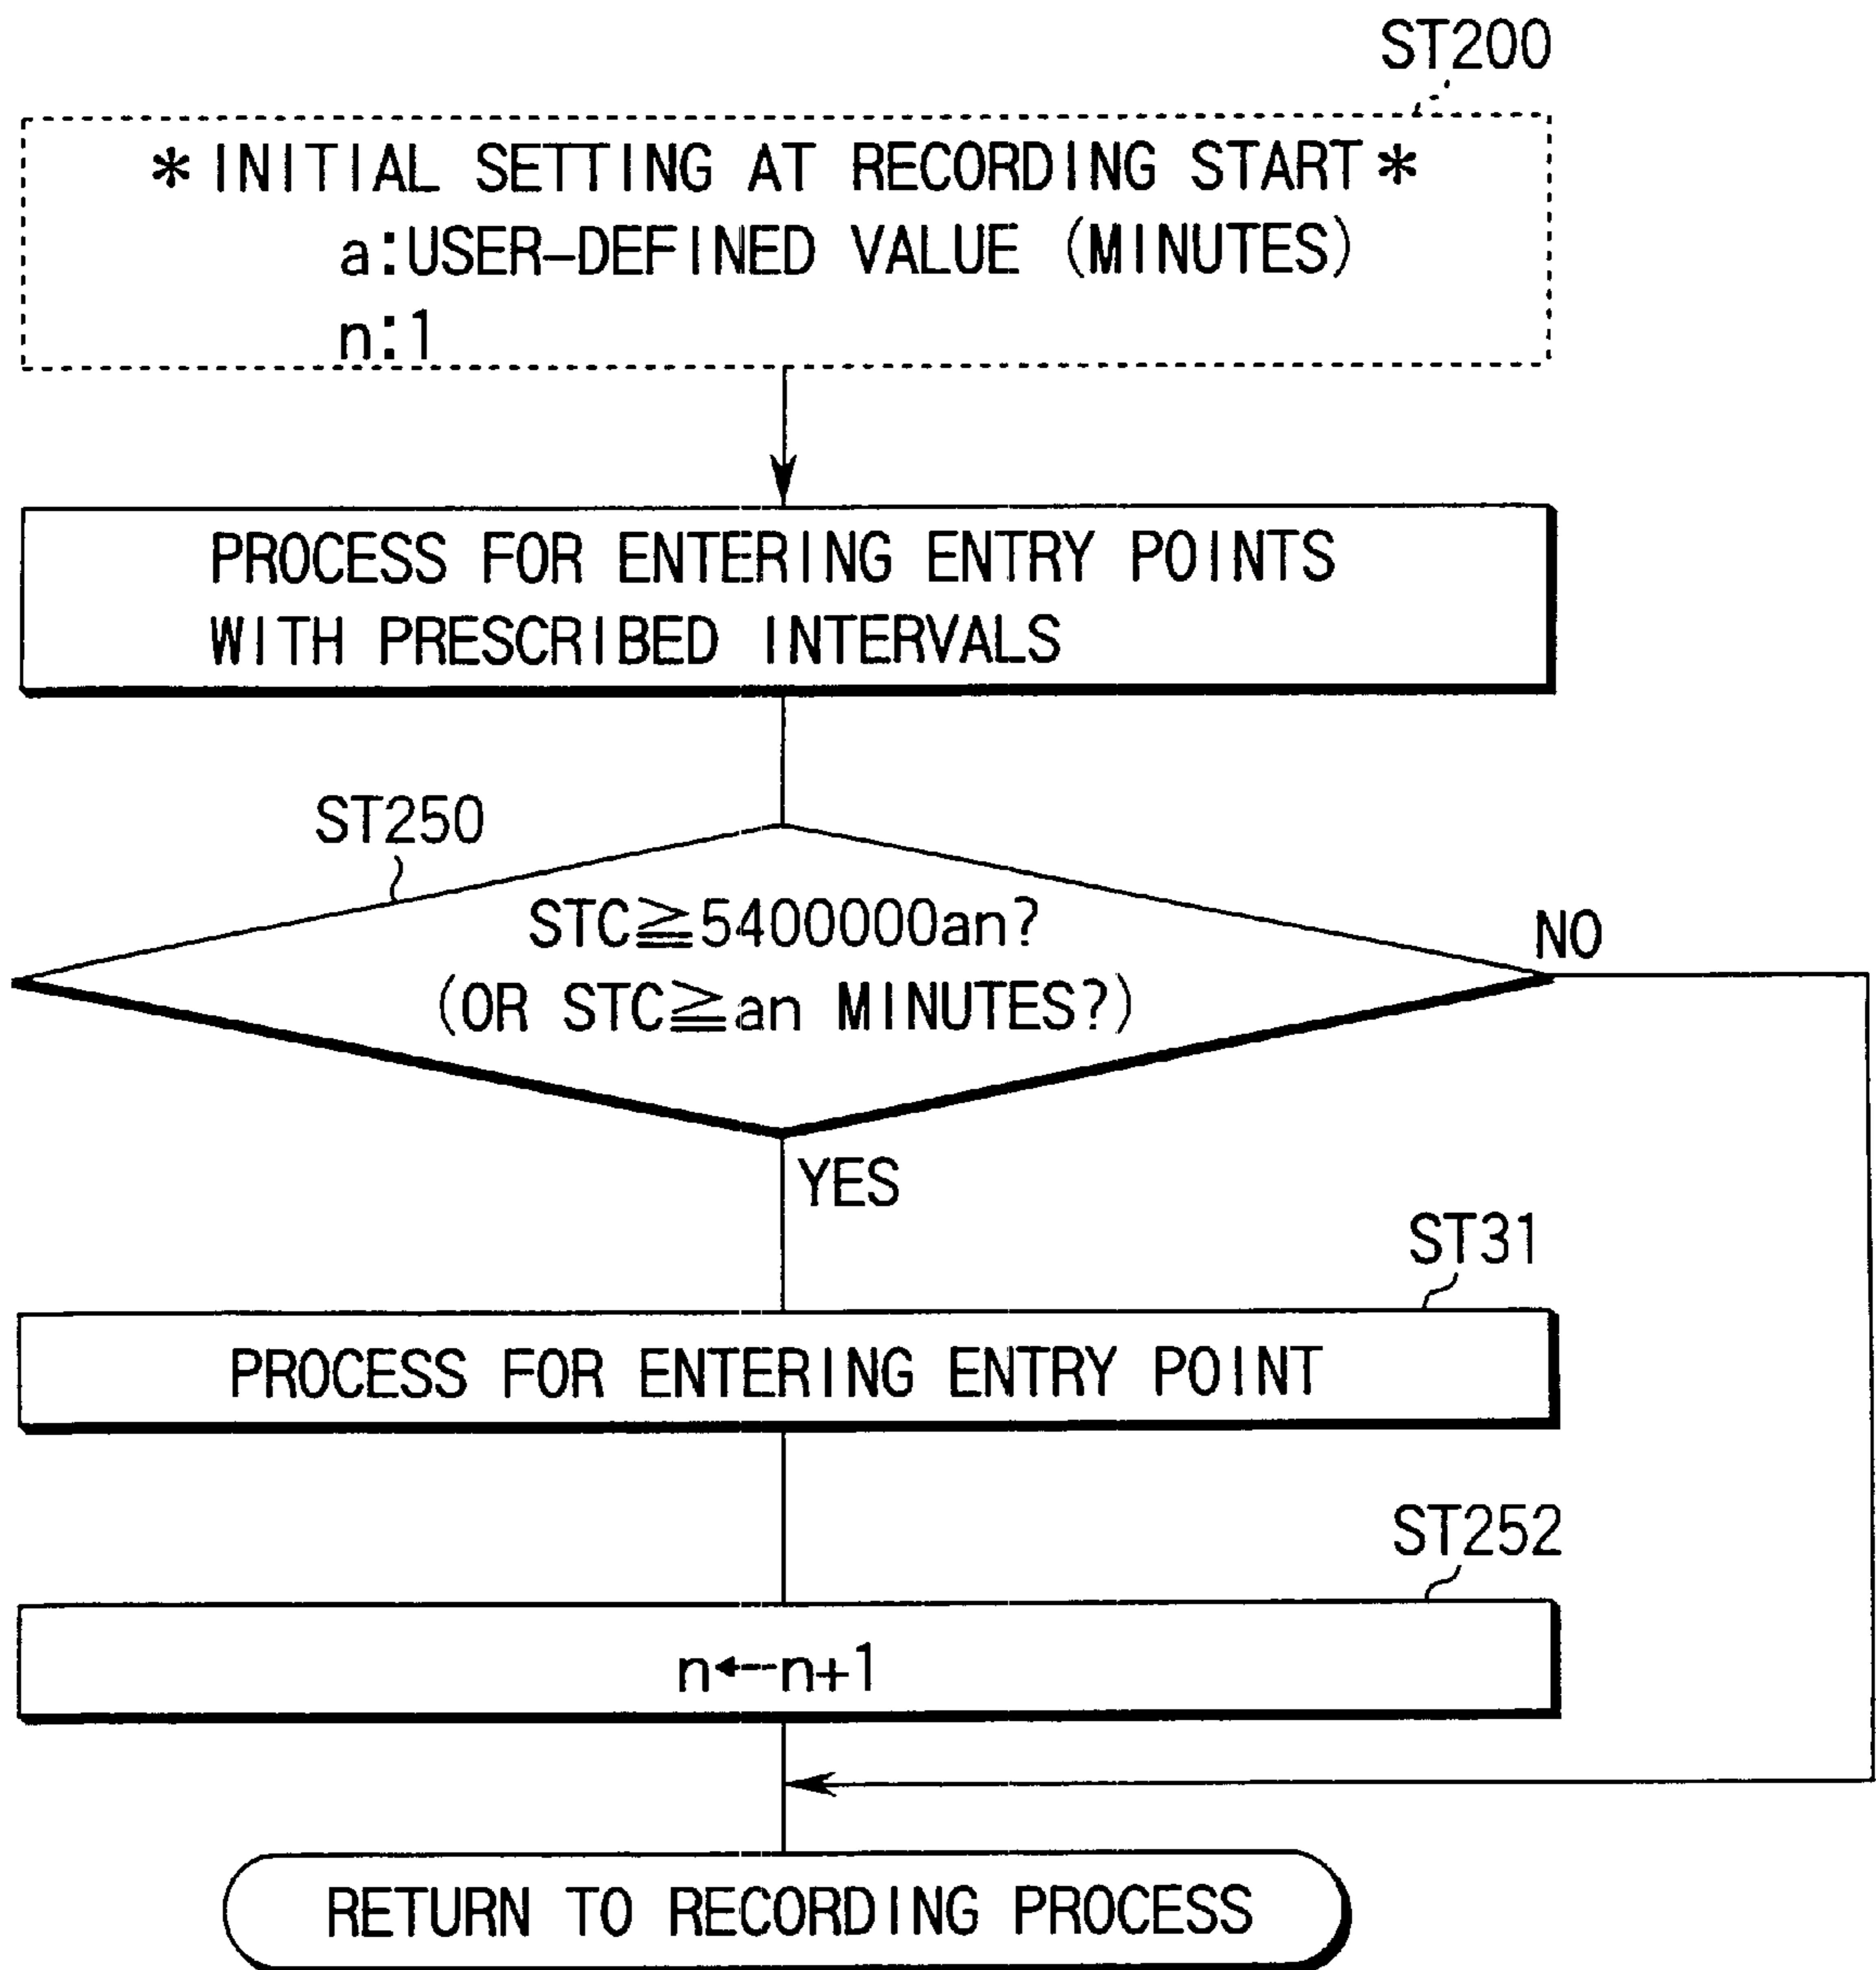 ST200
*INITIAL SETTING AT RECORDING START*
a:USER-DEFINED VALUE (MINUTES)
n:1
PROCESS FOR ENTERING ENTRY POINTS
WITH PRESCRIBED INTERVALS
ST250
STC≧5400000an?
(OR STC≧an MINUTES?)
NO
YES
ST31
PROCESS FOR ENTERING ENTRY POINT
ST252
n←n+1
RETURN TO RECORDING PROCESS